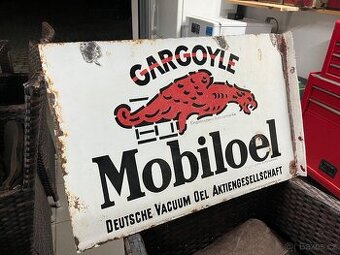 GARGOYLE
Mobiloel
DEUTSCHE VACUUM OEL AKTIENGESELLSCHAFT